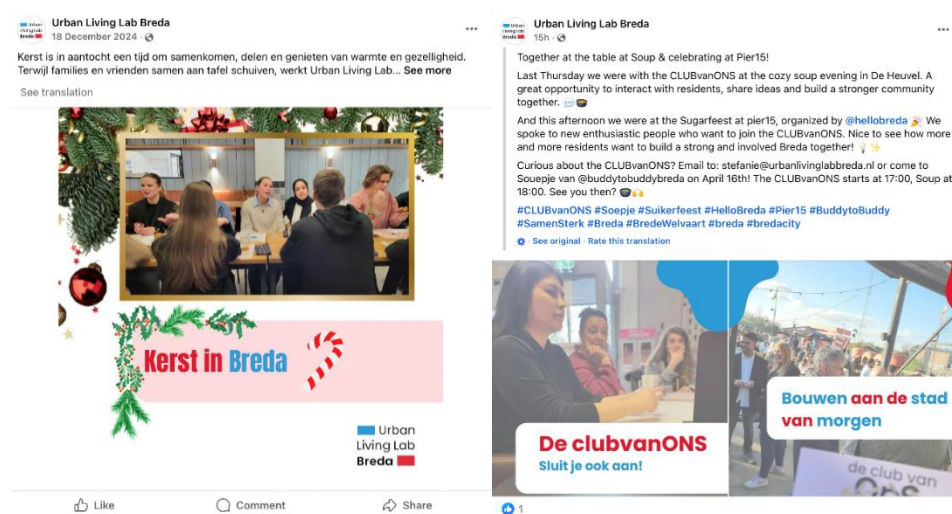 Urban Living Lab Breda
18 December 2024 ·
Kerst is in aantocht een tijd om samenkomen, delen en genieten van warmte en gezelligheid.
Terwijl families en vrienden samen aan tafel schuiven, werkt Urban Living Lab... See more
See translation
Kerst in Breda
Urban
Living Lab
Breda
Like
Comment
Share
Urban Living Lab Breda
15h ·
Together at the table at Soup & celebrating at Pier15!
Last Thursday we were with the CLUBvanONS at the cozy soup evening in De Heuvel. A
great opportunity to interact with residents, share ideas and build a stronger community
together.
And this afternoon we were at the Sugarfeest at pier15, organized by @hellobreda We
spoke to new enthusiastic people who want to join the CLUBvanONS. Nice to see how more
and more residents want to build a strong and involved Breda together!
Curious about the CLUBvanONS? Email to: stefanie@urbanlivinglabbreda.nl or come to
Souepje van @buddytobuddybreda on April 16th! The CLUBvanONS starts at 17:00, Soup at
18:00. See you then?
#CLUBvanONS #Soepje #Suikerfeest #HelloBreda #Pier15 #BuddytoBuddy
#SamenSterk #Breda #BredeWelvaart #breda #bredacity
· See original · Rate this translation
De clubvanONS
Sluit je ook aan!
Bouwen aan de stad
van morgen
de club van
ons
1